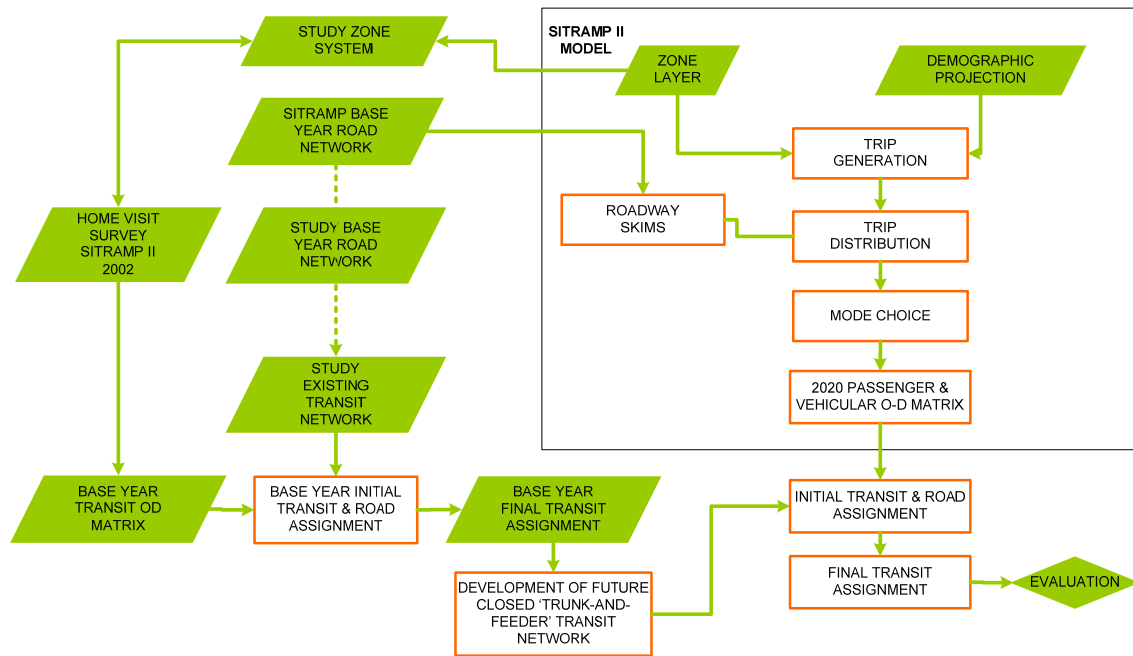 STUDY ZONE
SYSTEM
SITRAMP II
MODEL
ZONE
LAYER
DEMOGRAPHIC
PROJECTION
SITRAMP BASE
YEAR ROAD
NETWORK
TRIP
GENERATION
HOME VISIT
SURVEY
SITRAMP II
2002
STUDY BASE
YEAR ROAD
NETWORK
ROADWAY
SKIMS
TRIP
DISTRIBUTION
MODE CHOICE
STUDY
EXISTING
TRANSIT
NETWORK
2020 PASSENGER &
VEHICULAR O-D MATRIX
BASE YEAR
TRANSIT OD
MATRIX
BASE YEAR INITIAL
TRANSIT & ROAD
ASSIGNMENT
BASE YEAR
FINAL TRANSIT
ASSIGNMENT
INITIAL TRANSIT & ROAD
ASSIGNMENT
DEVELOPMENT OF FUTURE
CLOSED ‘TRUNK-AND-
FEEDER’ TRANSIT
NETWORK
FINAL TRANSIT
ASSIGNMENT
EVALUATION